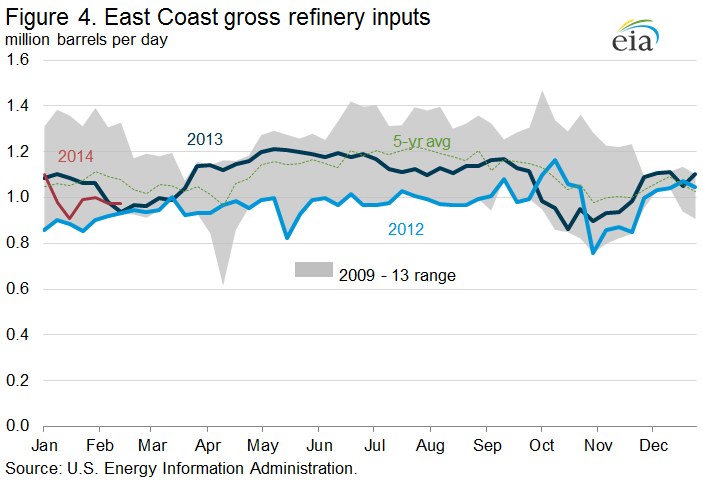 Figure 4. East Coast gross refinery inputs
million barrels per day
eia
1.6
1.4
1.2
1.0
0.8
0.6
0.4
0.2
0.0
2014
2013
5-yr avg
2012
2009 - 13 range
Jan Feb Mar Apr May Jun Jul Aug Sep Oct Nov Dec
Source: U.S. Energy Information Administration.